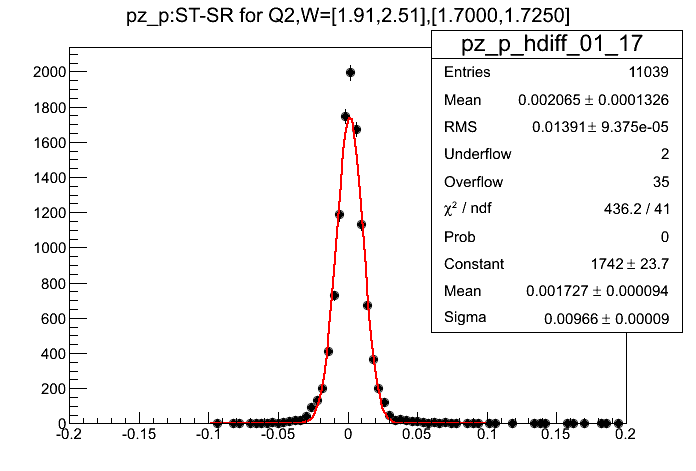 pz_p:ST-SR for Q2,W=[1.91,2.51],[1.7000,1.7250]
pz_p_hdiff_01_17
Entries 11039
Mean 0.002065 ± 0.0001326
RMS 0.01391 ± 9.375e-05
Underflow 2
Overflow 35
χ² / ndf 436.2 / 41
Prob 0
Constant 1742 ± 23.7
Mean 0.001727 ± 0.000094
Sigma 0.00966 ± 0.00009
2000
1800
1600
1400
1200
1000
800
600
400
200
0
-0.2 -0.15 -0.1 -0.05 0 0.05 0.1 0.15 0.2